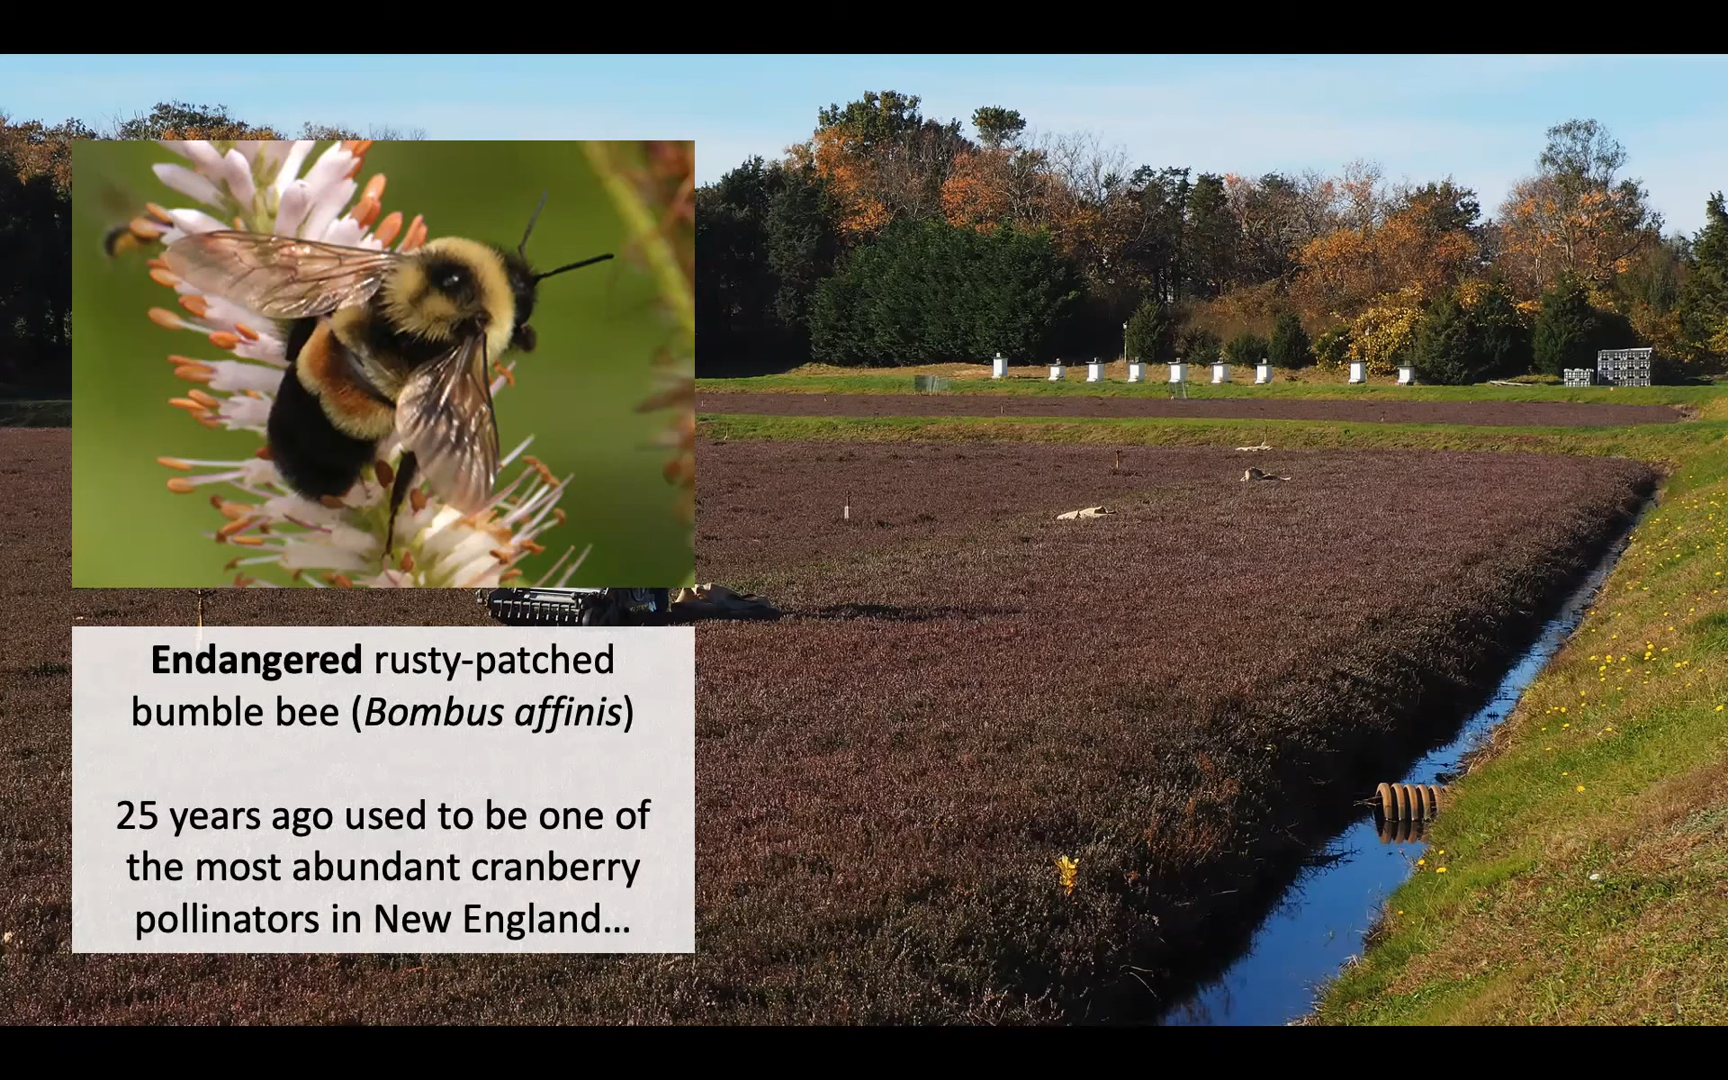 Endangered rusty-patched
bumble bee (Bombus affinis)
25 years ago used to be one of
the most abundant cranberry
pollinators in New England...